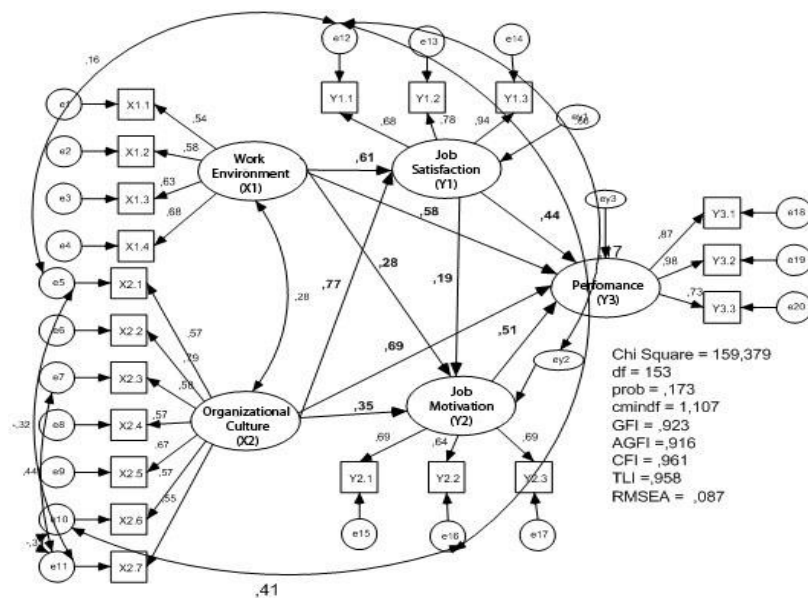 e12
e13
e14
,16
Y1.1
Y1.2
Y1.3
e1
X1.1
,54
,68
,78
,94
ey1
e2
X1.2
,58
Work
Environment
(X1)
,61
Job
Satisfaction
(Y1)
e3
X1.3
,63
,58
,44
ey3
e4
X1.4
,68
Y3.1
e18
,87
,28
,19
7
Y3.2
e19
,98
e5
X2.1
,77
Perfomance
(Y3)
,28
,73
Y3.3
e20
e6
X2.2
,57
,79
,69
,51
e7
X2.3
,58
ey2
e8
X2.4
,57
Organizational
Culture
(X2)
,35
Job
Motivation
(Y2)
-,32
,67
e9
X2.5
,57
,69
,64
,69
,44
,55
Y2.1
Y2.2
Y2.3
e10
X2.6
e15
e16
e17
-,3
e11
X2.7
,41
Chi Square = 159,379
df = 153
prob = ,173
cmindf = 1,107
GFI = ,923
AGFI = ,916
CFI = ,961
TLI =,958
RMSEA = ,087